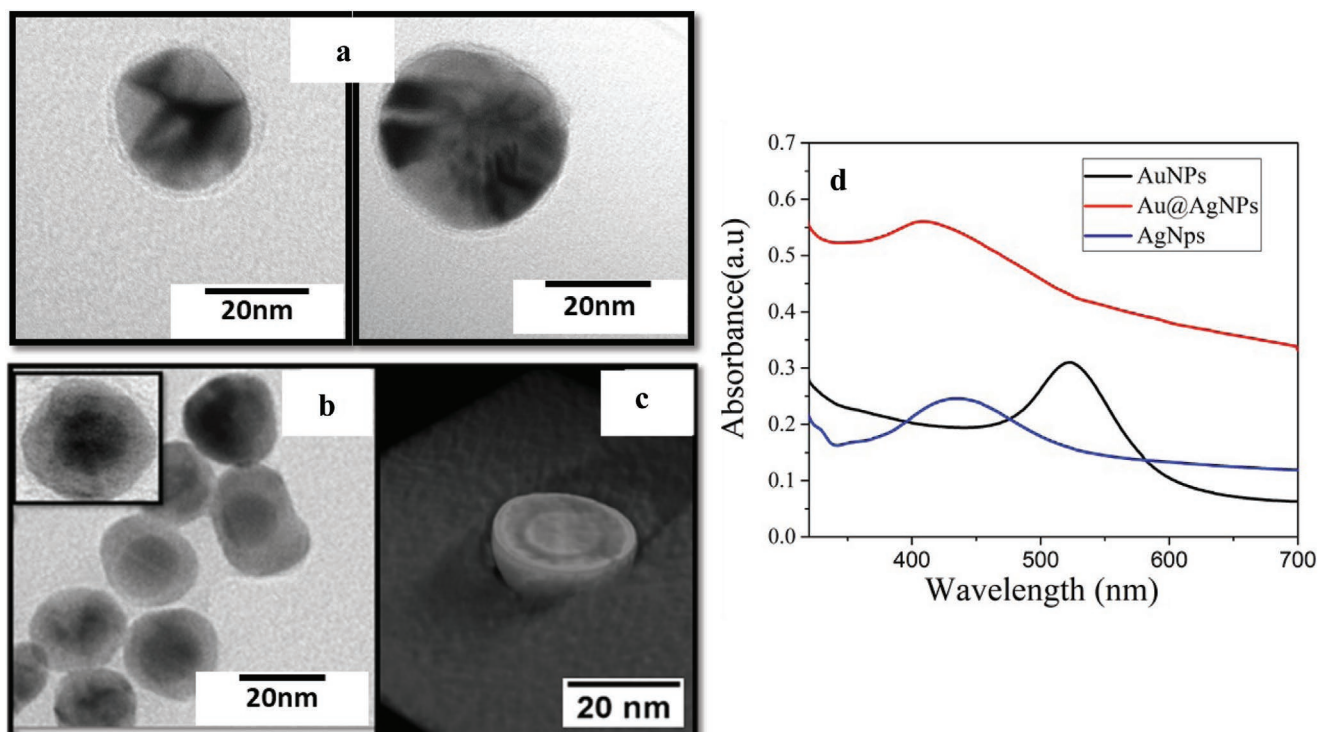 a
20nm
20nm
b
20nm
c
20 nm
d
AuNPs
Au@AgNPs
AgNps
Absorbance(a.u)
0.7
0.6
0.5
0.4
0.3
0.2
0.1
0.0
400
500
600
700
Wavelength (nm)